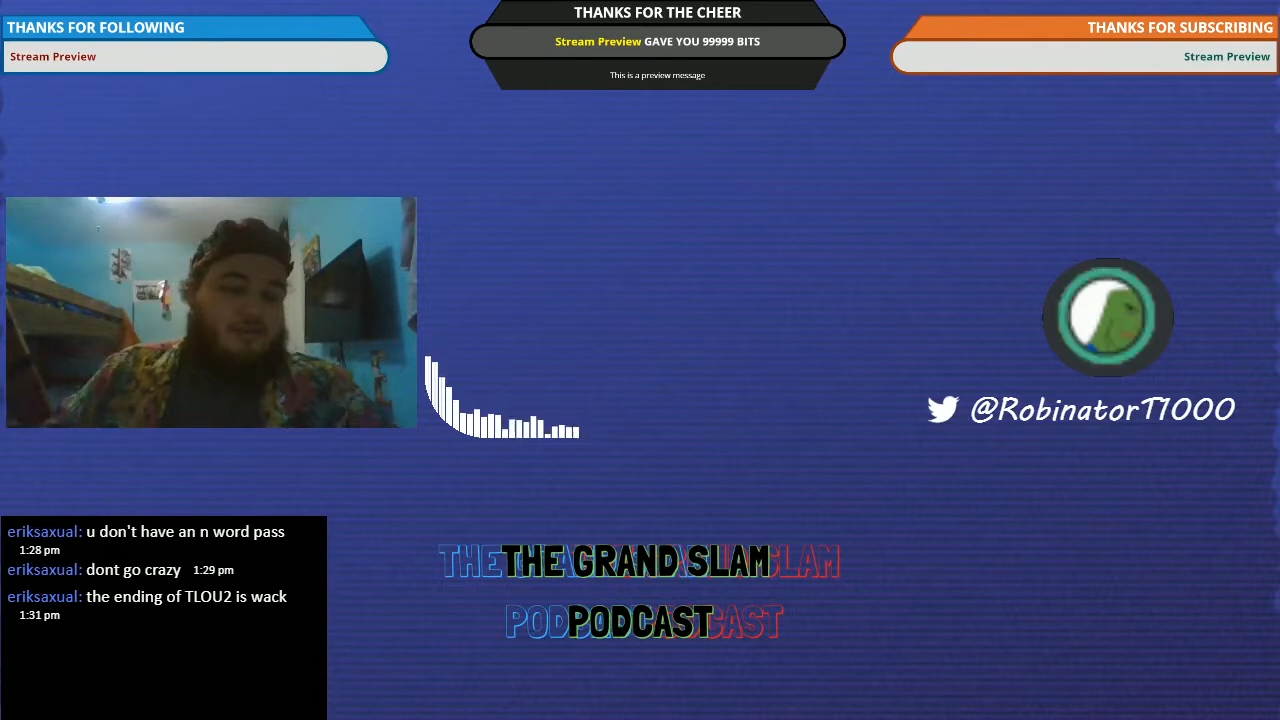 THANKS FOR FOLLOWING
Stream Preview
THANKS FOR THE CHEER
Stream Preview GAVE YOU 99999 BITS
This is a preview message
THANKS FOR SUBSCRIBING
Stream Preview
@RobinatorT1000
eriksaxual: u don't have an n word pass
1:28 pm
eriksaxual: dont go crazy 1:29 pm
eriksaxual: the ending of TLOU2 is wack
1:31 pm
THE GRAND SLAM
PODCAST